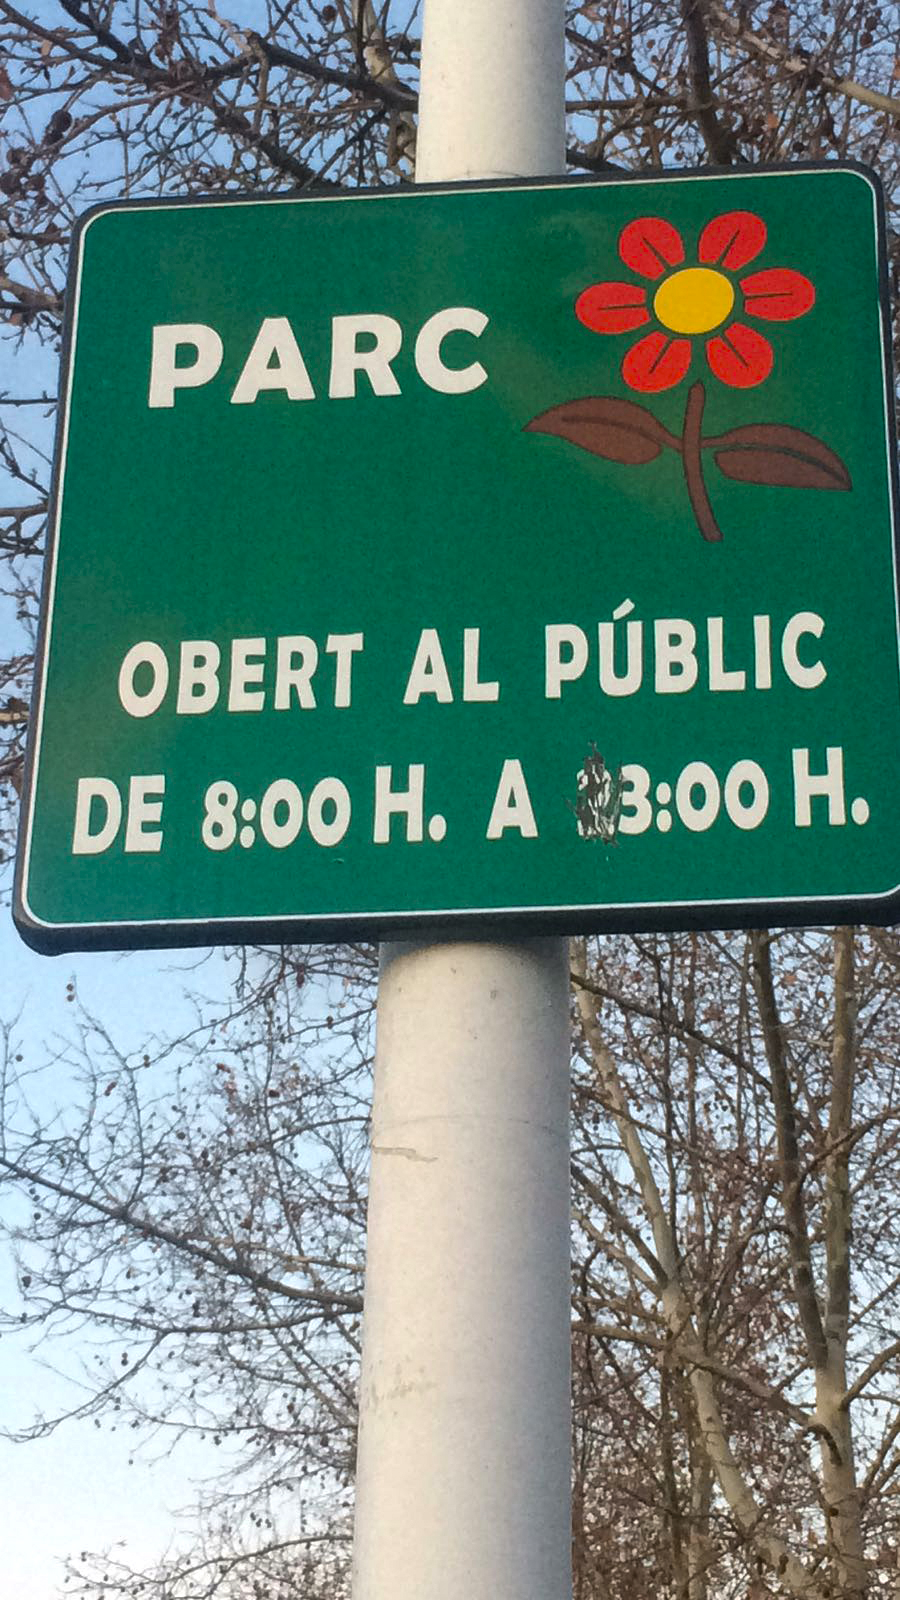 PARC
OBERT AL PÚBLIC
DE 8:00 H. A H.